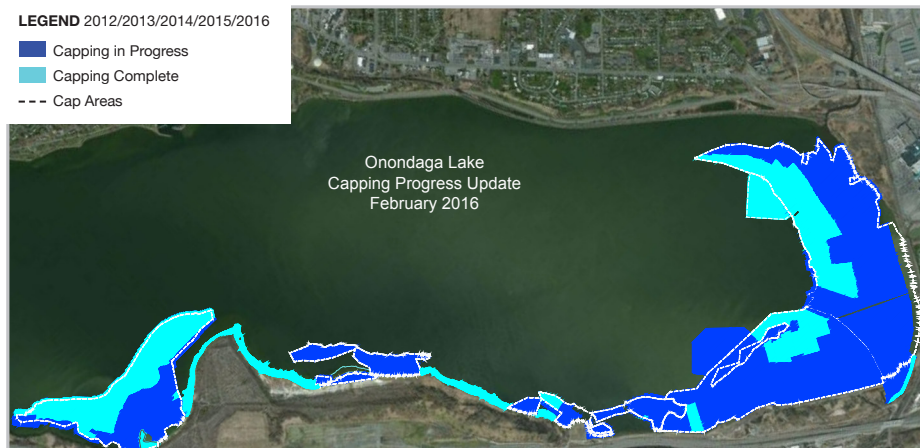 LEGEND 2012/2013/2014/2015/2016
Capping in Progress
Capping Complete
Cap Areas
Onondaga Lake
Capping Progress Update
February 2016